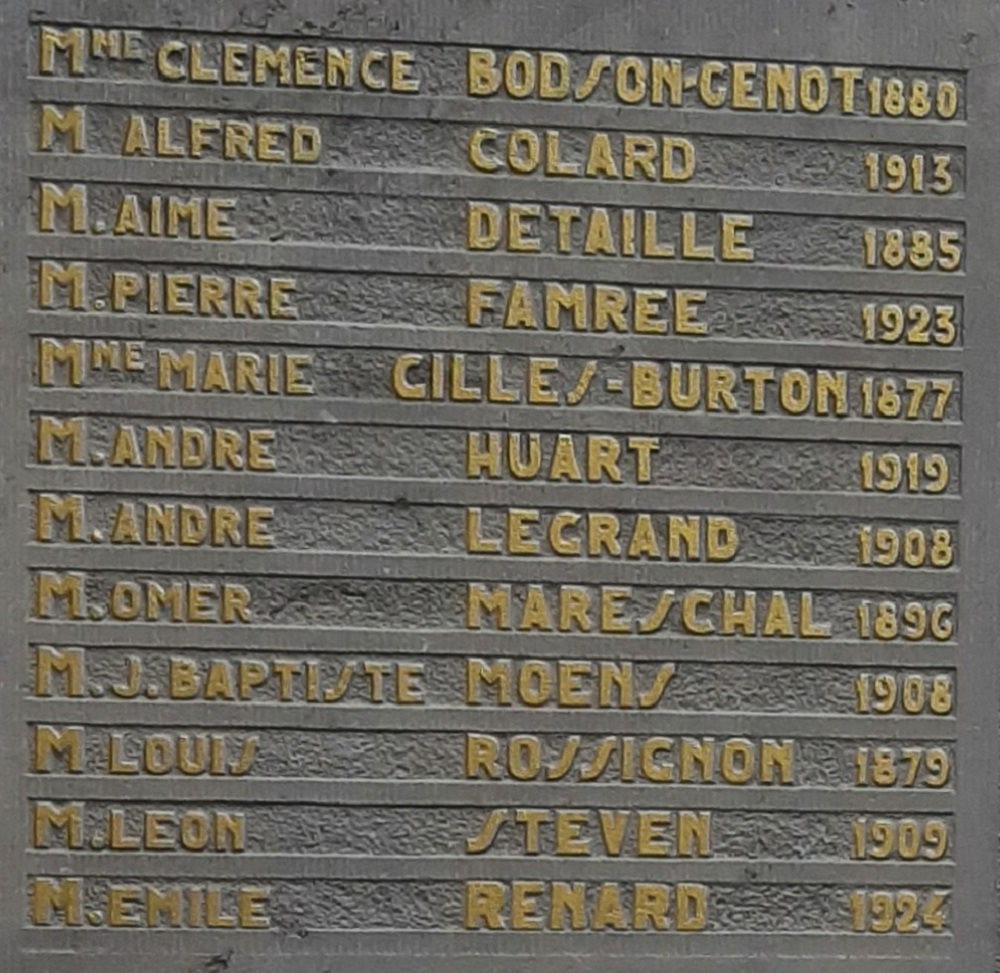 MME CLEMENCE BODSON-GENOT 1880
M ALFRED COLARD 1913
M. AIME DETAILLE 1885
M. PIERRE FAMREE 1923
MME MARIE GILLES-BURTON 1877
M. ANDRE HUART 1919
M. ANDRE LEGRAND 1908
M. OMER MARESCHAL 1896
M. J. BAPTISTE MOENS 1908
M LOUIS ROSSIGNON 1879
M. LEON STEVEN 1909
M. EMILE RENARD 1924